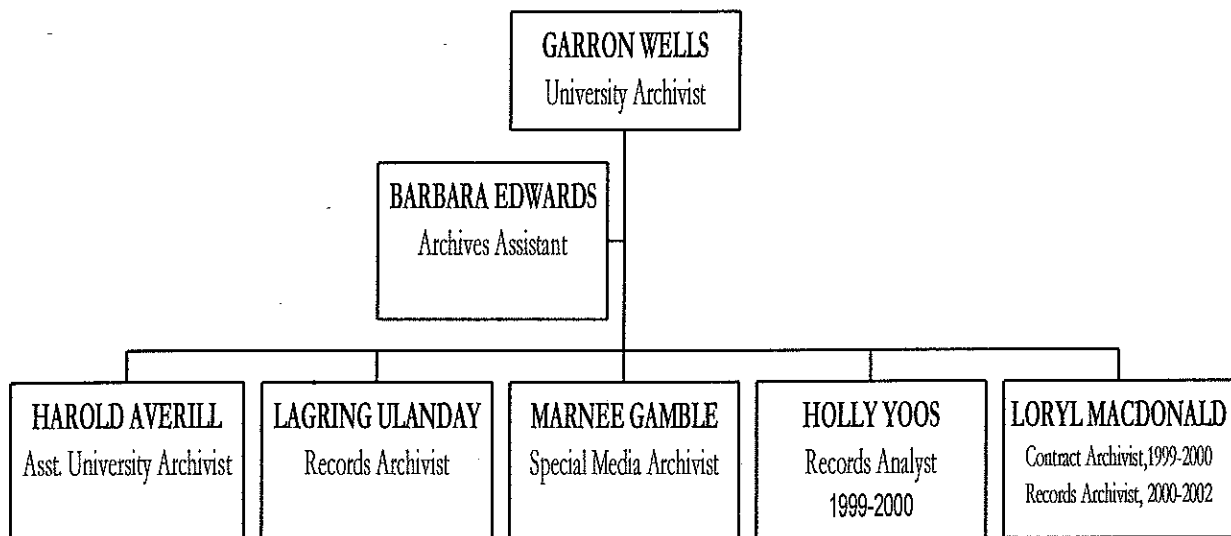 GARRON WELLS
University Archivist
BARBARA EDWARDS
Archives Assistant
HAROLD AVERILL
Asst. University Archivist
LAGRING ULANDAY
Records Archivist
MARNEE GAMBLE
Special Media Archivist
HOLLY YOOS
Records Analyst
1999-2000
LORYL MACDONALD
Contract Archivist,1999-2000
Records Archivist, 2000-2002